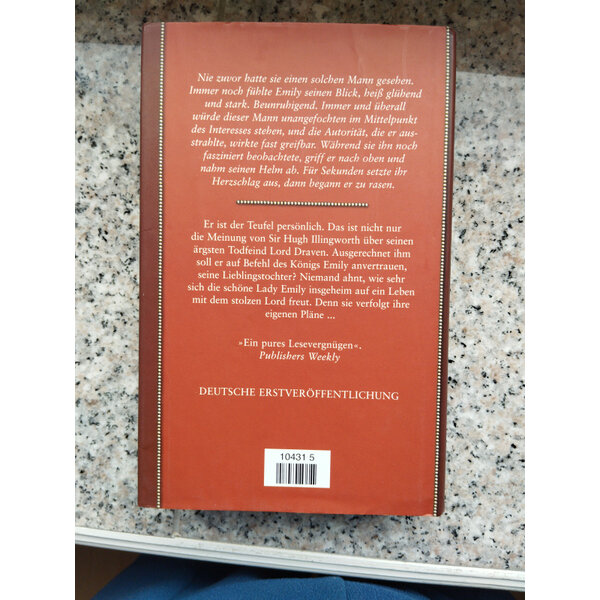 Nie zuvor hatte sie einen solchen Mann gesehen.
Immer noch fühlte Emily seinen Blick, heiß glühend
und stark. Beunruhigend. Immer und überall
würde dieser Mann unangefochten im Mittelpunkt
des Interesses stehen, und die Autorität, die er aus-
strahlte, wirkte fast greifbar. Während sie ihn noch
fasziniert beobachtete, griff er nach oben und
nahm seinen Helm ab. Für Sekunden setzte ihr
Herzschlag aus, dann begann er zu rasen.
Er ist der Teufel persönlich. Das ist nicht nur
die Meinung von Sir Hugh Illingworth über seinen
ärgsten Todfeind Lord Draven. Ausgerechnet ihm
soll er auf Befehl des Königs Emily anvertrauen,
seine Lieblingstochter? Niemand ahnt, wie sehr
sich die schöne Lady Emily insgeheim auf ein Leben
mit dem stolzen Lord freut. Denn sie verfolgt ihre
eigenen Pläne ...
»Ein pures Lesevergnügen«.
Publishers Weekly
DEUTSCHE ERSTVERÖFFENTLICHUNG
10431 5